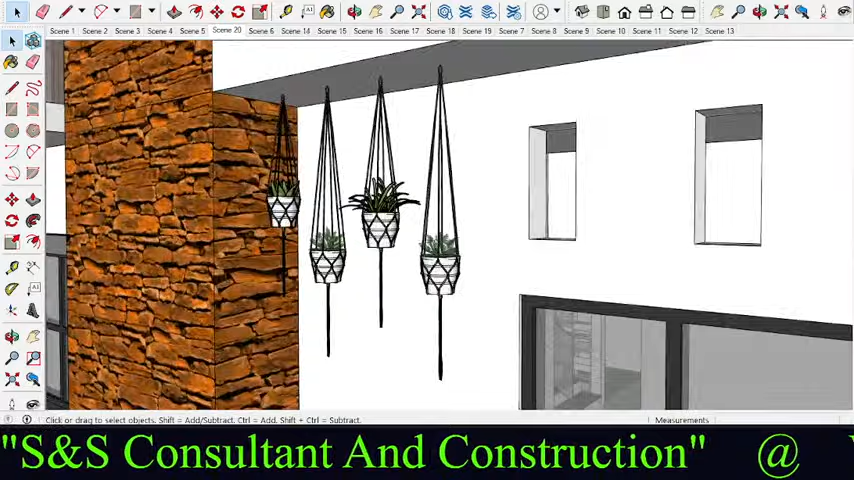 Scene 1 Scene 2 Scene 3 Scene 4 Scene 5 Scene 20 Scene 6 Scene 14 Scene 15 Scene 16 Scene 17 Scene 18 Scene 19 Scene 7 Scene 8 Scene 9 Scene 10 Scene 11 Scene 12 Scene 13
Click or drag to select objects. Shift = Add/Subtract. Ctrl = Add. Shift + Ctrl = Subtract. Measurements
"S&S Consultant And Construction" @